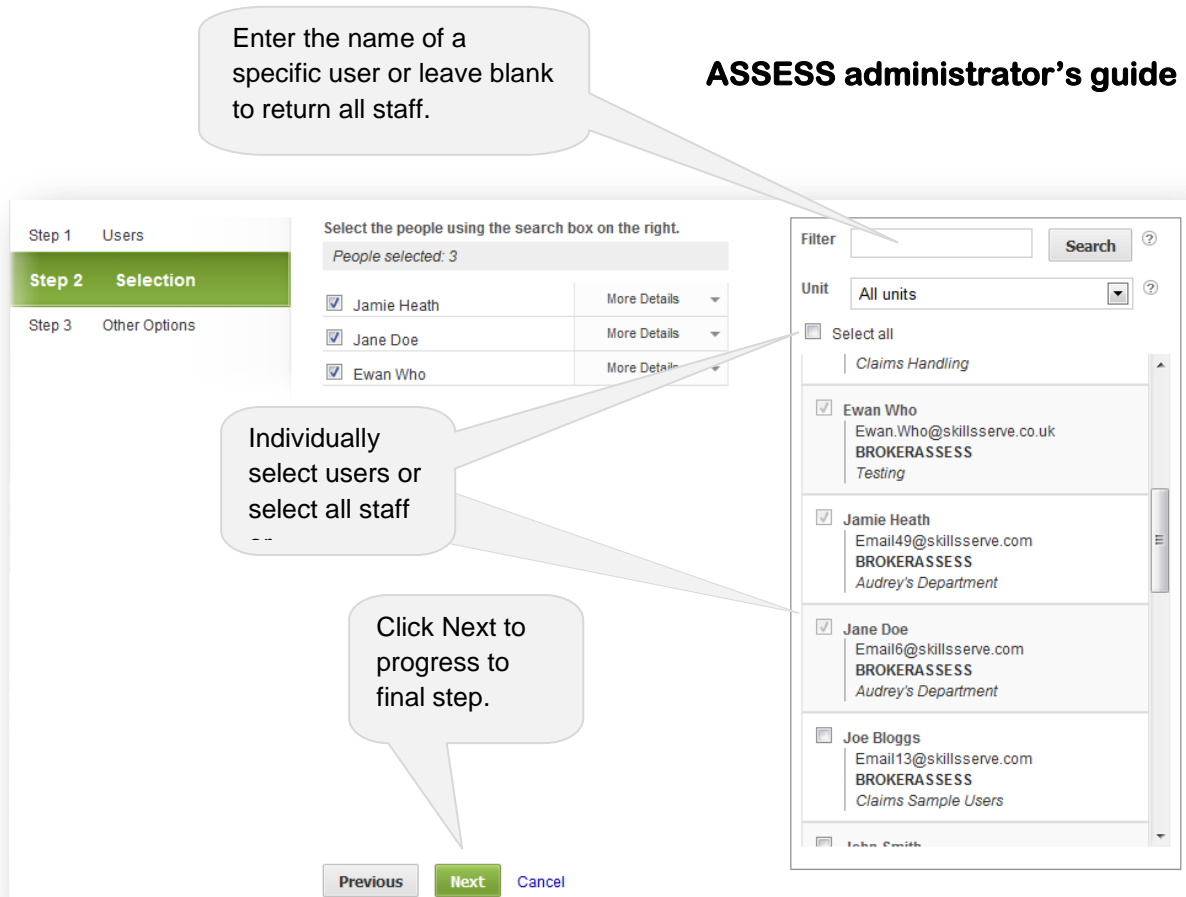 Enter the name of a
specific user or leave blank
to return all staff.
ASSESS administrator's guide
Step 1 Users
Step 2 Selection
Step 3 Other Options
Select the people using the search box on the right.
People selected: 3
Jamie Heath More Details
Jane Doe More Details
Ewan Who More Details
Individually
select users or
select all staff
Click Next to
progress to
final step.
Previous Next Cancel
Filter Search ?
Unit All units ?
Select all
Claims Handling
Ewan Who
Ewan.Who@skillsserve.co.uk
BROKERASSESS
Testing
Jamie Heath
Email49@skillsserve.com
BROKERASSESS
Audrey's Department
Jane Doe
Email6@skillsserve.com
BROKERASSESS
Audrey's Department
Joe Bloggs
Email13@skillsserve.com
BROKERASSESS
Claims Sample Users
John Smith